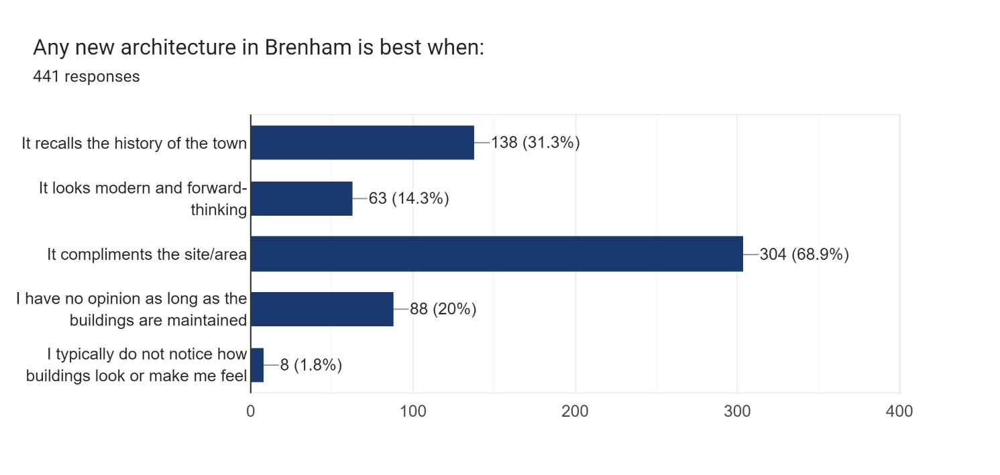 Any new architecture in Brenham is best when:
441 responses
It recalls the history of the town
138 (31.3%)
It looks modern and forward-
thinking
63 (14.3%)
It compliments the site/area
304 (68.9%)
I have no opinion as long as the
buildings are maintained
88 (20%)
I typically do not notice how
buildings look or make me feel
8 (1.8%)
0 100 200 300 400